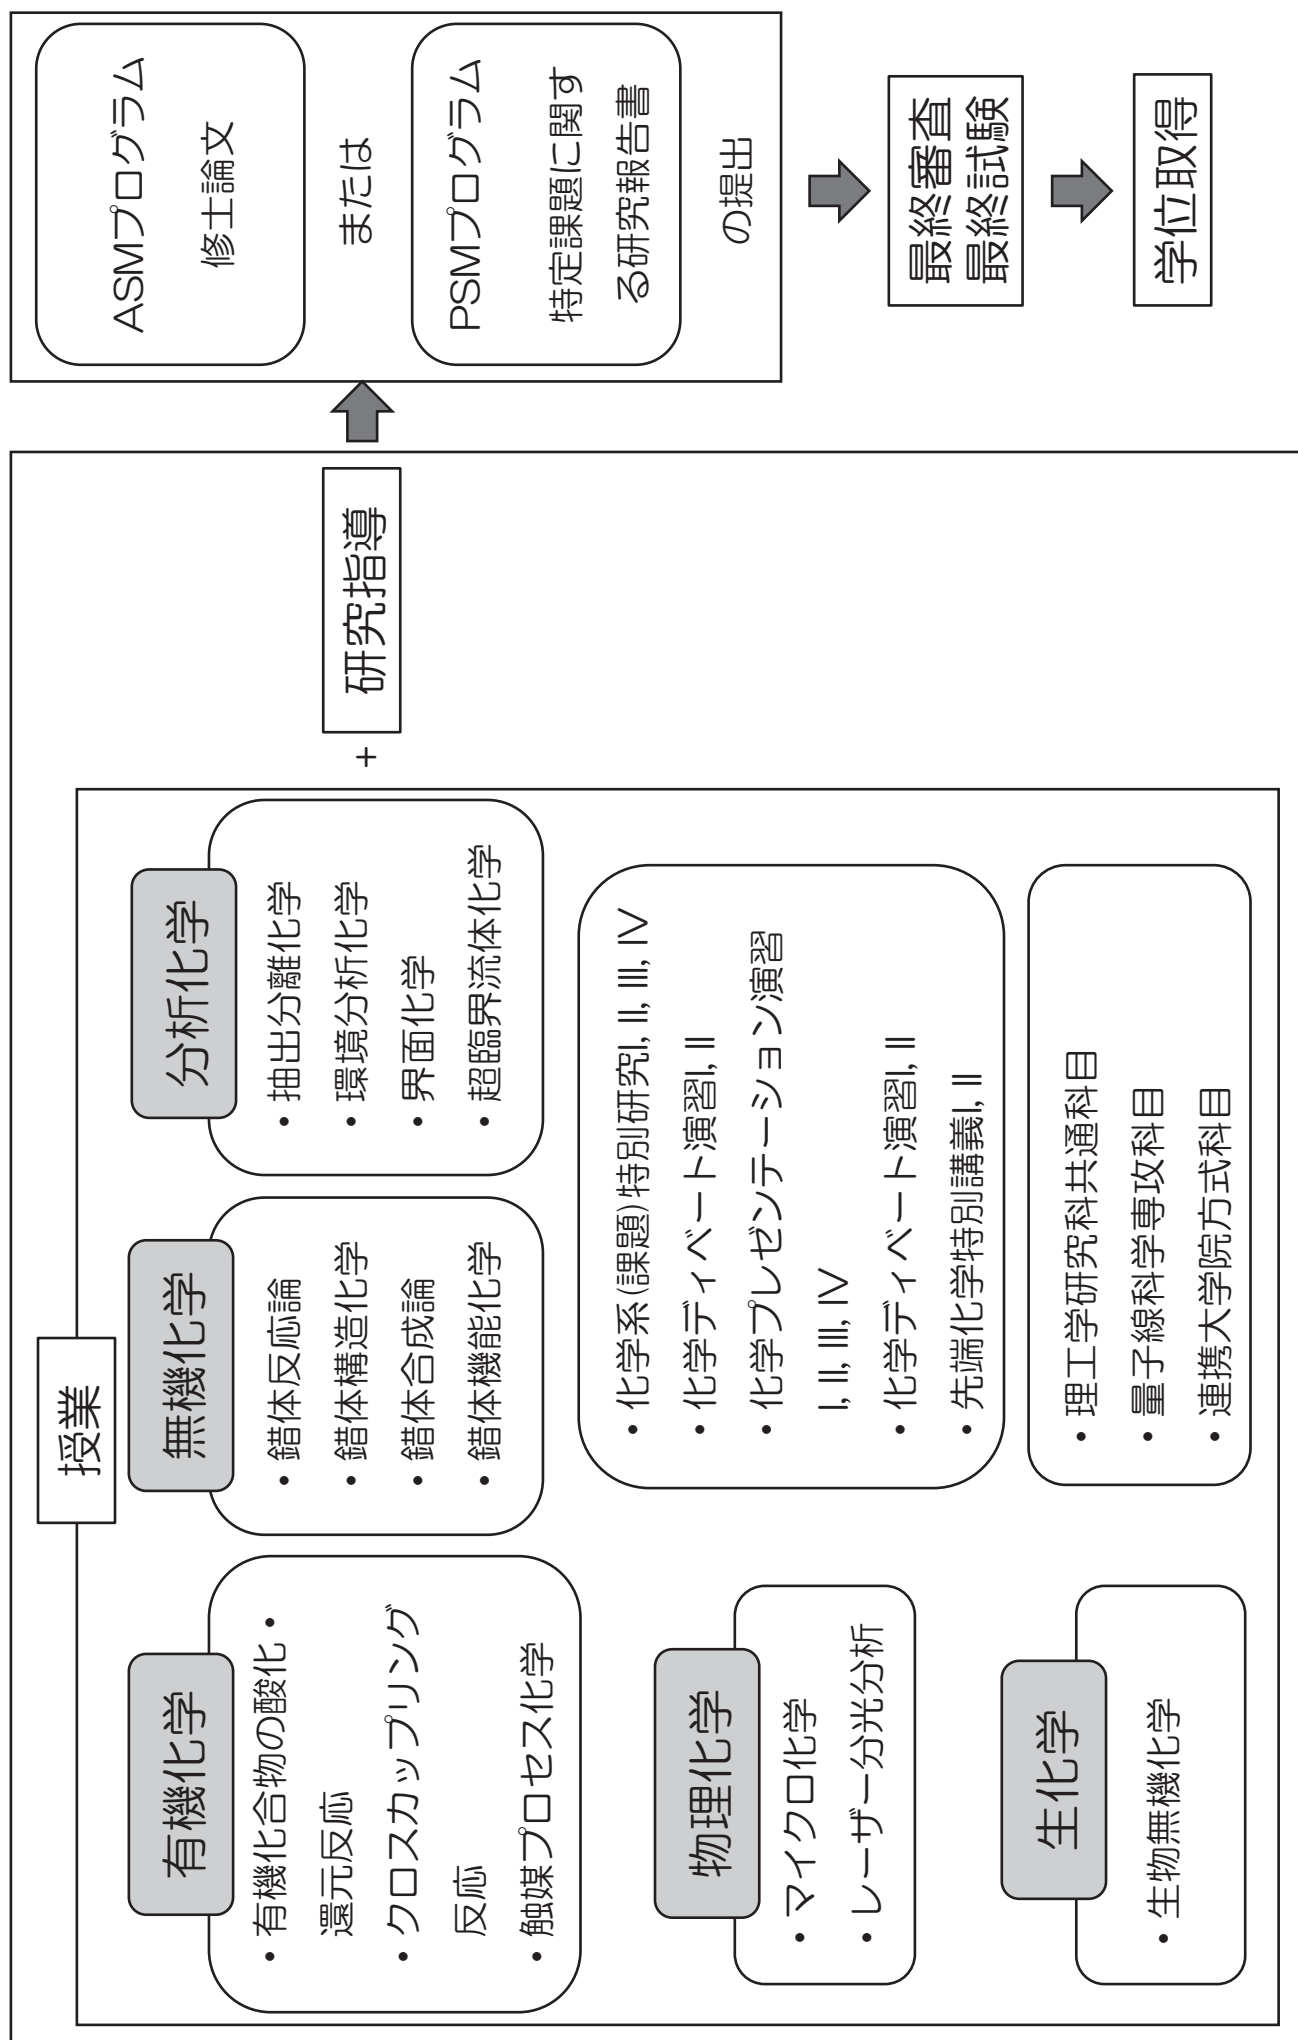 授業
有機化学
・有機化合物の酸化・
還元反応
・クロスカップリング
反応
・触媒プロセス化学
無機化学
・錯体反応論
・錯体構造化学
・錯体合成論
・錯体機能化学
分析化学
・抽出分離化学
・環境分析化学
・界面化学
・超臨界流体化学
物理化学
・マイクロ化学
・レーザー分光分析
生化学
・生物無機化学
・化学系(課題)特別研究I, II, III, IV
・化学ディベート演習I, II
・化学プレゼンテーション演習
I, II, III, IV
・化学ディベート演習I, II
・先端化学特別講義I, II
・理工学研究科共通科目
・量子線科学専攻科目
・連携大学院方式科目
+
研究指導
ASMプログラム
修士論文
または
PSMプログラム
特定課題に関す
る研究報告書
の提出
最終審査
最終試験
学位取得